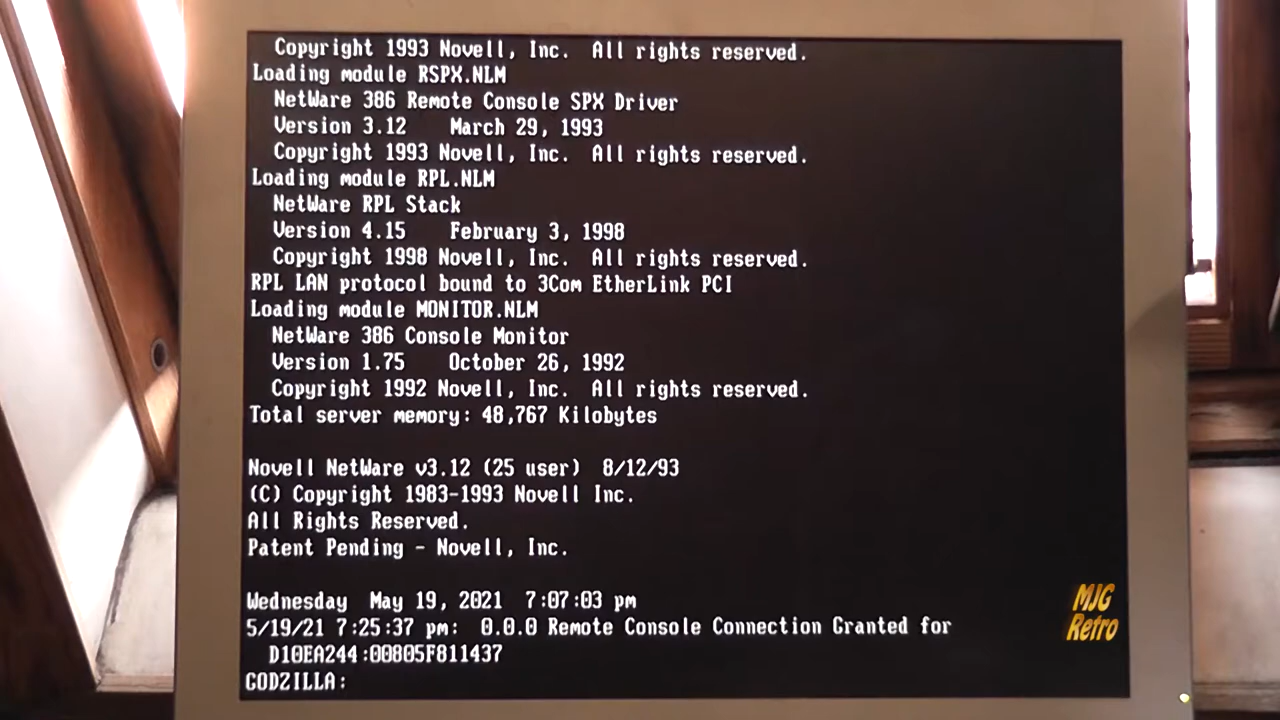 Copyright 1993 Novell, Inc.  All rights reserved.
Loading module RSPX.NLM
NetWare 386 Remote Console SPX Driver
Version 3.12    March 29, 1993
Copyright 1993 Novell, Inc.  All rights reserved.
Loading module RPL.NLM
NetWare RPL Stack
Version 4.15    February 3, 1998
Copyright 1998 Novell, Inc.  All rights reserved.
RPL LAN protocol bound to 3Com EtherLink PCI
Loading module MONITOR.NLM
NetWare 386 Console Monitor
Version 1.75    October 26, 1992
Copyright 1992 Novell, Inc.  All rights reserved.
Total server memory: 48,767 Kilobytes
Novell NetWare v3.12 (25 user)  8/12/93
(C) Copyright 1983-1993 Novell Inc.
All Rights Reserved.
Patent Pending - Novell, Inc.
Wednesday  May 19, 2021  7:07:03 pm
5/19/21 7:25:37 pm:  0.0.0 Remote Console Connection Granted for
D10EA244:00805F811437
GODZILLA:
MJG
Retro